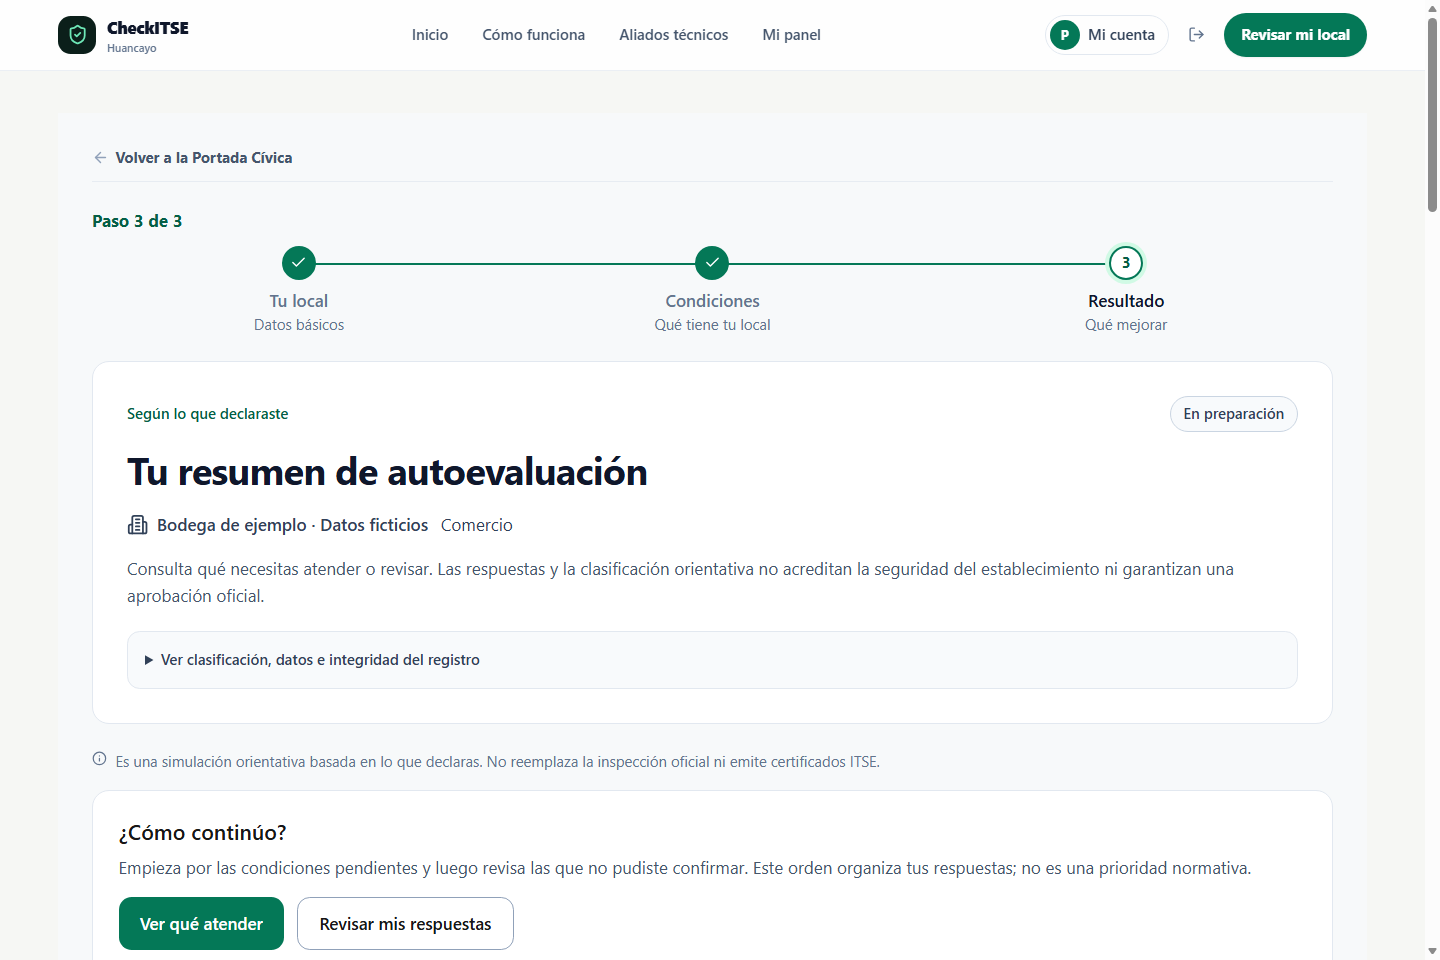 CheckITSE
Huancayo
Inicio
Cómo funciona
Aliados técnicos
Mi panel
P
Mi cuenta
Revisar mi local
Volver a la Portada Cívica
Paso 3 de 3
3
Tu local
Condiciones
Resultado
Datos básicos
Qué tiene tu local
Qué mejorar
Según lo que declaraste
En preparación
Tu resumen de autoevaluación
Bodega de ejemplo · Datos ficticios Comercio
Consulta qué necesitas atender o revisar. Las respuestas y la clasificación orientativa no acreditan la seguridad del establecimiento ni garantizan una
aprobación oficial.
Ver clasificación, datos e integridad del registro
Es una simulación orientativa basada en lo que declaras. No reemplaza la inspección oficial ni emite certificados ITSE.
¿Cómo continúo?
Empieza por las condiciones pendientes y luego revisa las que no pudiste confirmar. Este orden organiza tus respuestas; no es una prioridad normativa.
Ver qué atender
Revisar mis respuestas